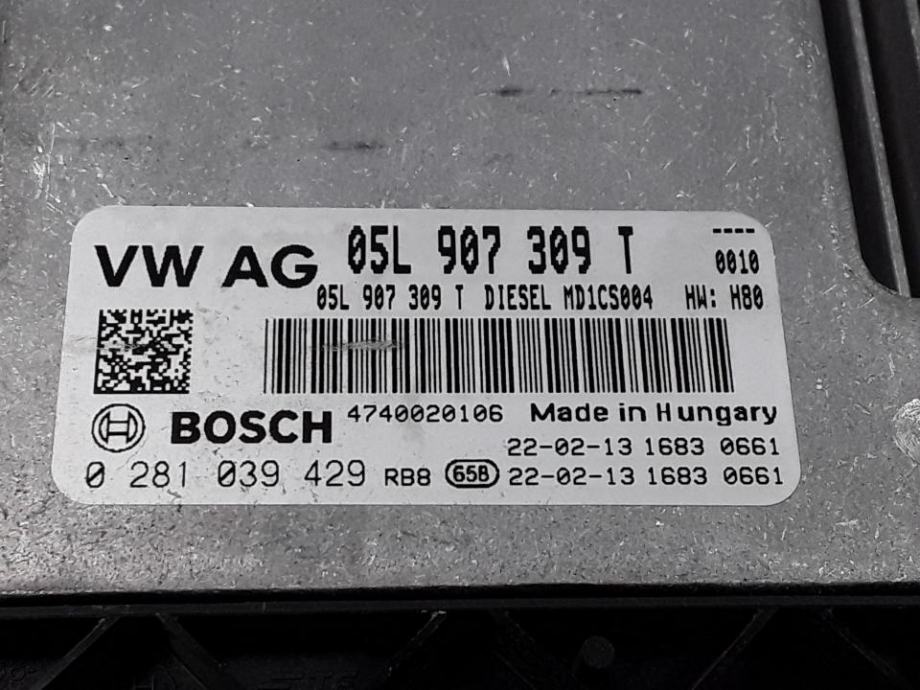 VW AG 05L 907 309 T ----
0010
05L 907 309 T DIESEL MD1CS004 HW: H80
BOSCH 4740020106 Made in Hungary
22-02-13 1683 0661
0 281 039 429 RB8 65B 22-02-13 1683 0661